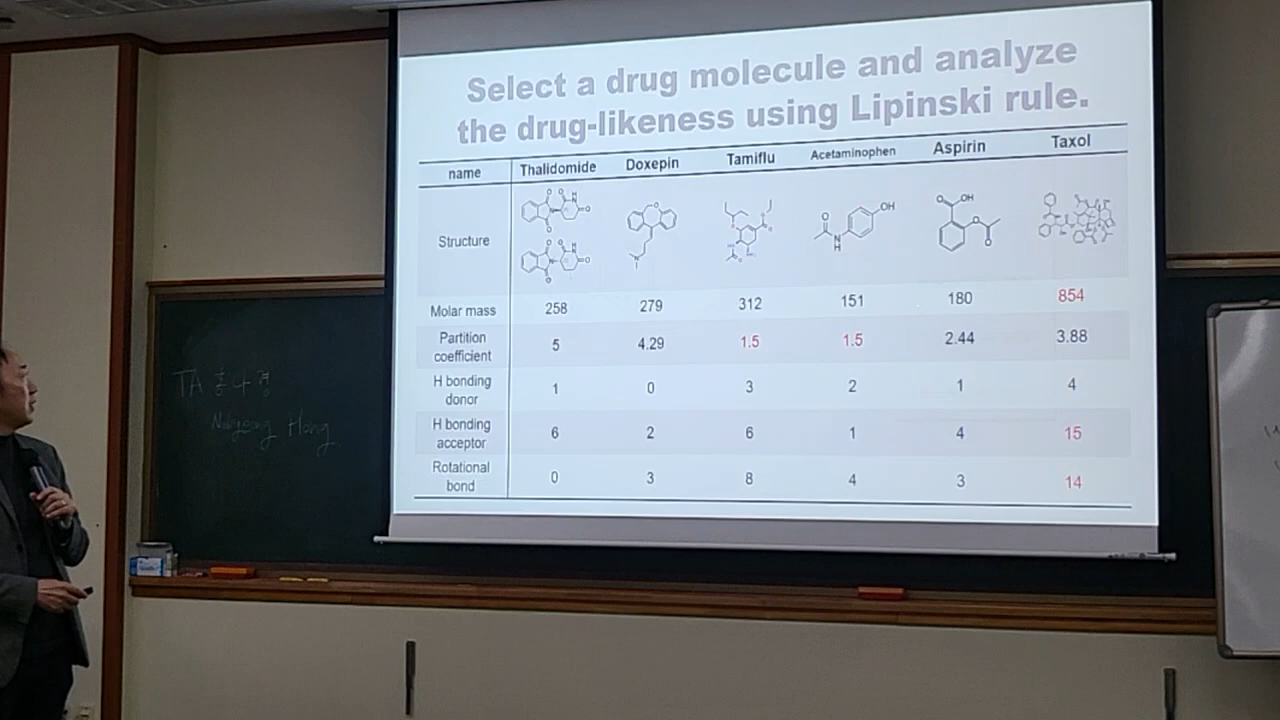 Select a drug molecule and analyze
the drug-likeness using Lipinski rule.
name Thalidomide Doxepin Tamiflu Acetaminophen Aspirin Taxol
Structure
Molar mass 258 279 312 151 180 854
Partition coefficient 5 4.29 1.5 1.5 2.44 3.88
H bonding donor 1 0 3 2 1 4
H bonding acceptor 6 2 6 1 4 15
Rotational bond 0 3 8 4 3 14
TA 홍나경
Hong